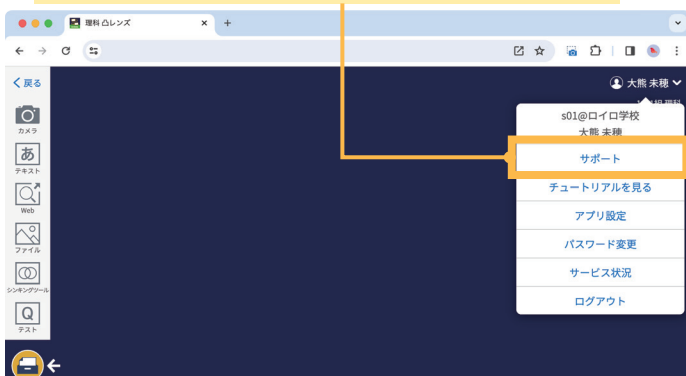 理科 凸レンズ
戻る
大熊 未穂
カメラ
s01@ロイロ学校
大熊 未穂
あ
テキスト
サポート
チュートリアルを見る
Web
アプリ設定
ファイル
パスワード変更
シンキングツール
サービス状況
Q
テスト
ログアウト